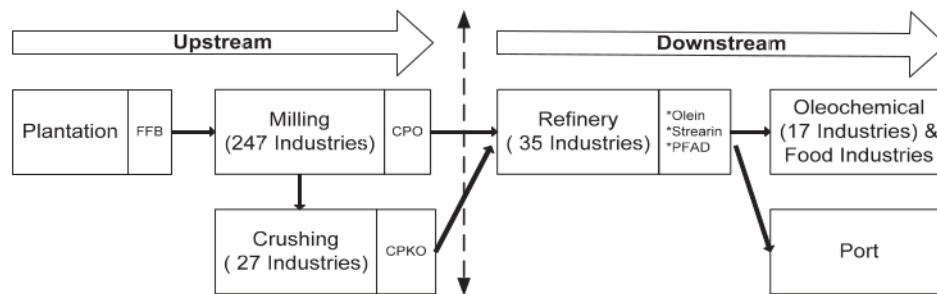 Upstream
Downstream
Plantation
FFB
Milling
(247 Industries)
CPO
Refinery
( 35 Industries)
*Olein
*Strearin
*PFAD
Oleochemical
(17 Industries) &
Food Industries
Crushing
( 27 Industries)
CPKO
Port